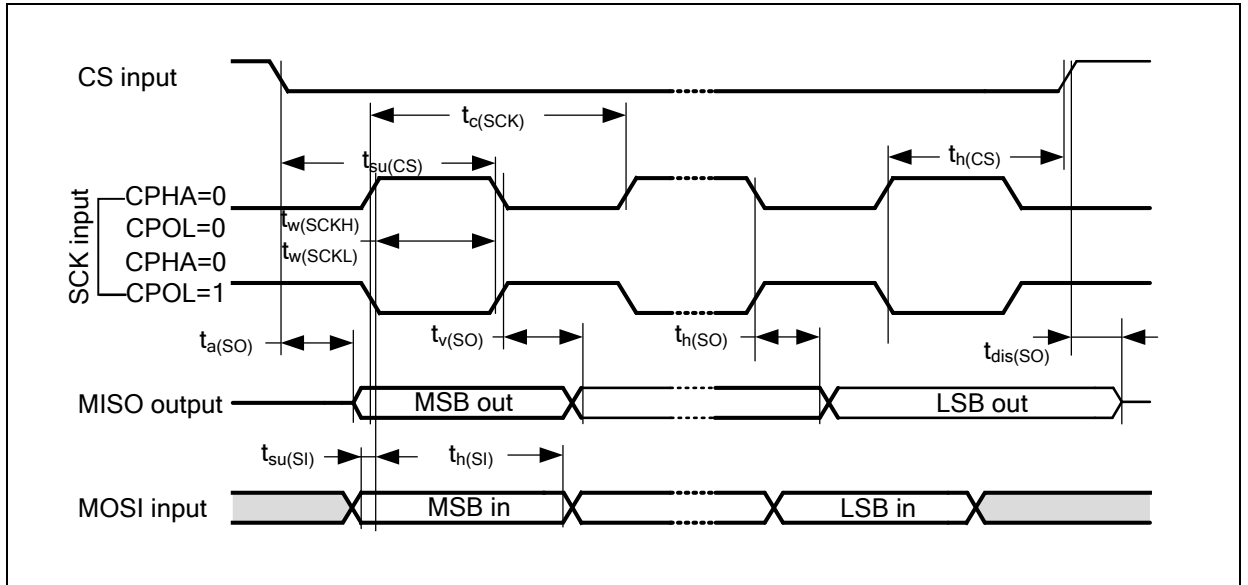 CS input
tc(SCK)
tsu(CS)
th(CS)
SCK input
CPHA=0
CPOL=0
CPHA=0
CPOL=1
tw(SCKH)
tw(SCKL)
ta(SO)
tv(SO)
th(SO)
tdis(SO)
MISO output
MSB out
LSB out
tsu(SI)
th(SI)
MOSI input
MSB in
LSB in